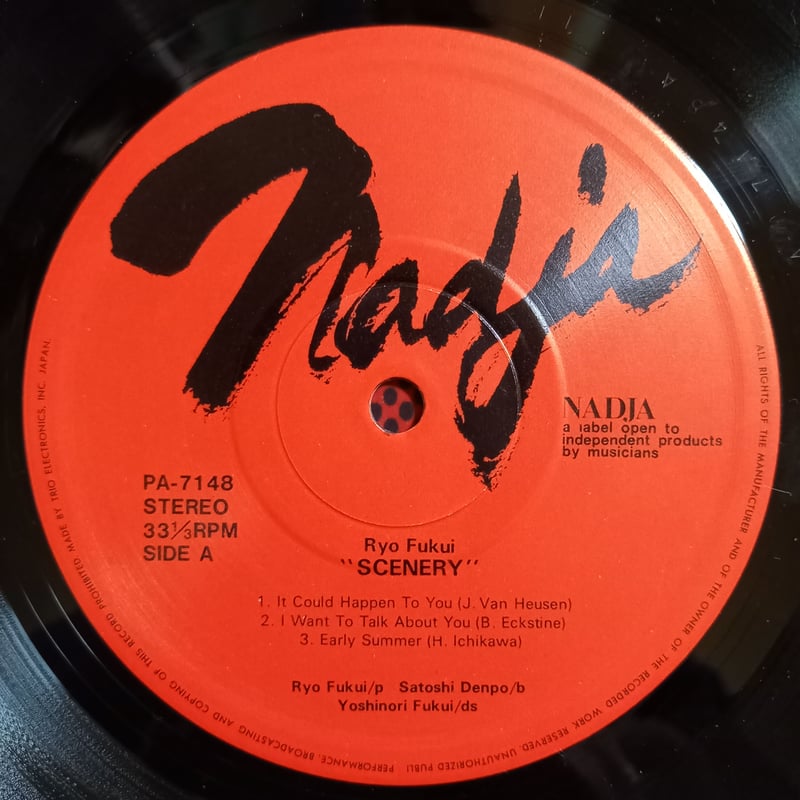 Nadja
NADJA
a label open to
independent products
by musicians
PA-7148
STEREO
33⅓RPM
SIDE A
Ryo Fukui
"SCENERY"
1. It Could Happen To You (J. Van Heusen)
2. I Want To Talk About You (B. Eckstine)
3. Early Summer (H. Ichikawa)
Ryo Fukui/p Satoshi Denpo/b
Yoshinori Fukui/ds
ALL RIGHTS OF THE MANUFACTURER AND OF THE OWNER OF THE RECORDED WORK RESERVED. UNAUTHORIZED PUBLI PERFORMANCE, BROADCASTING AND COPYING OF THIS RECORD PROHIBITED MADE BY TRIO ELECTRONICS, INC. JAPAN.